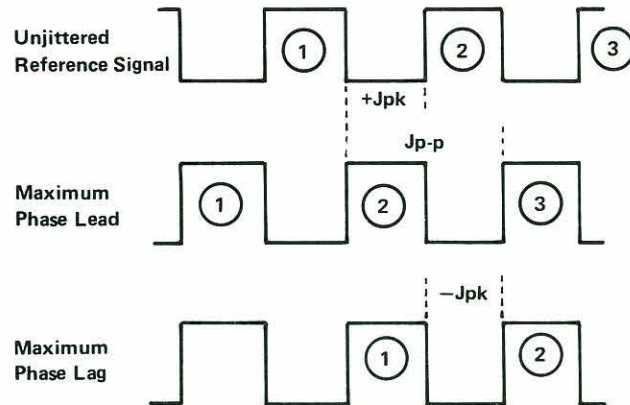 Unjittered
Reference Signal
1
2
3
+Jpk
Jp-p
Maximum
Phase Lead
1
2
3
—Jpk
Maximum
Phase Lag
1
2